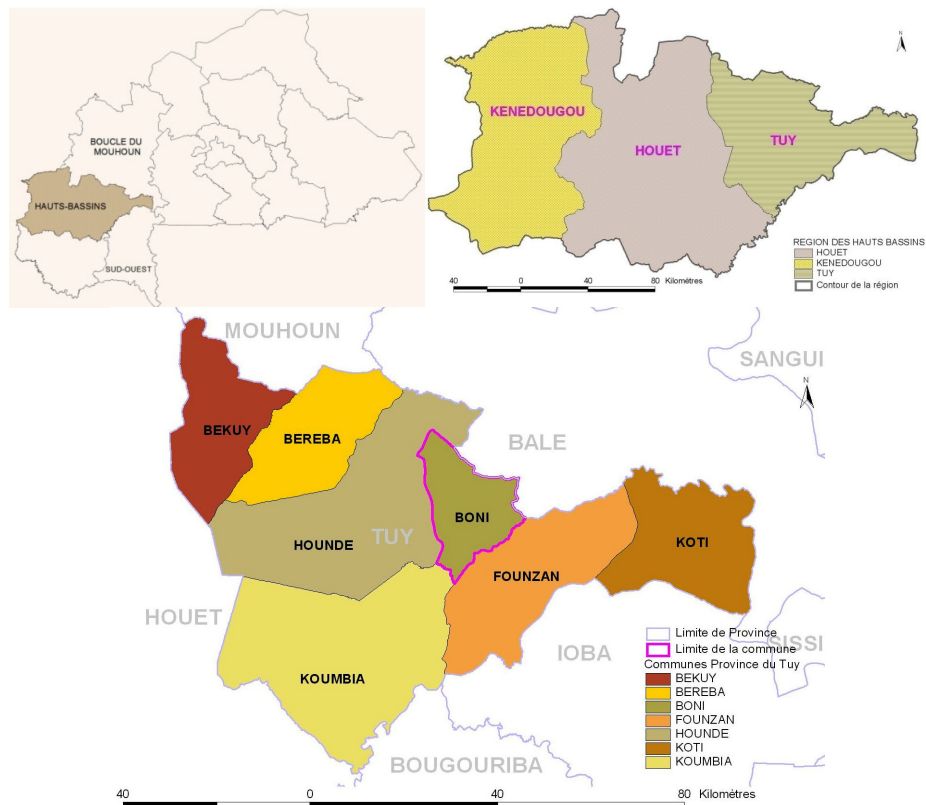 BOUCLE DU
MOUHOUN
HAUTS-BASSINS
SUD-OUEST
N
KENEDOUGOU
HOUET
TUY
REGION DES HAUTS BASSINS
HOUET
KENEDOUGOU
TUY
Contour de la région
40 0 40 80 Kilomètres
MOUHOUN
SANGUI
N
BEKUY
BEREBA
BALE
BONI
TUY
HOUNDE
KOTI
FOUNZAN
HOUET
IOBA
SISSI
KOUMBIA
BOUGOURIBA
Limite de Province
Limite de la commune
Communes Province du Tuy
BEKUY
BEREBA
BONI
FOUNZAN
HOUNDE
KOTI
KOUMBIA
40 0 40 80 Kilomètres